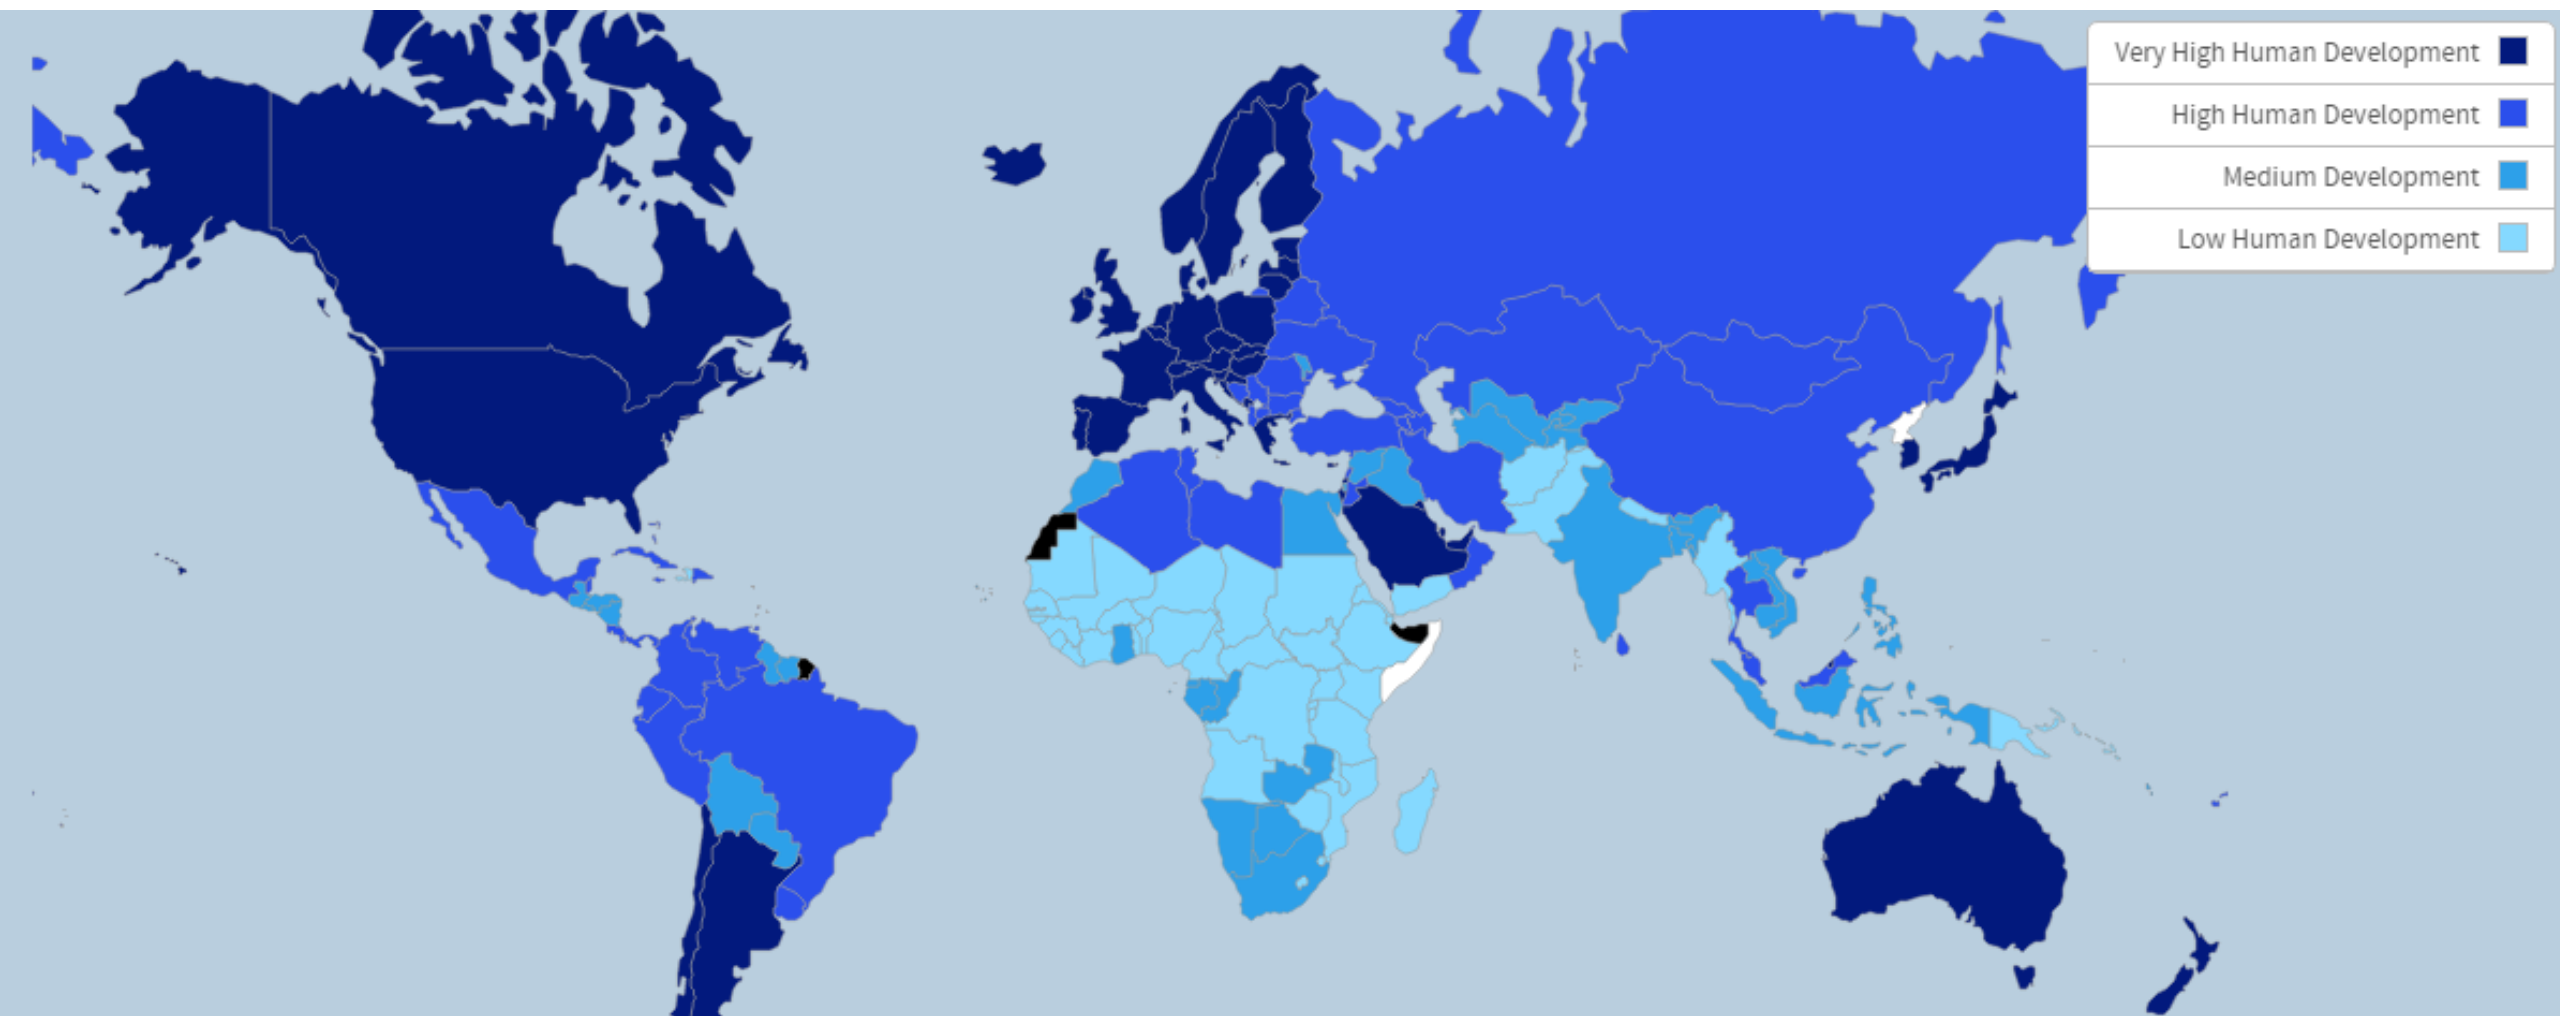 Very High Human Development
High Human Development
Medium Development
Low Human Development